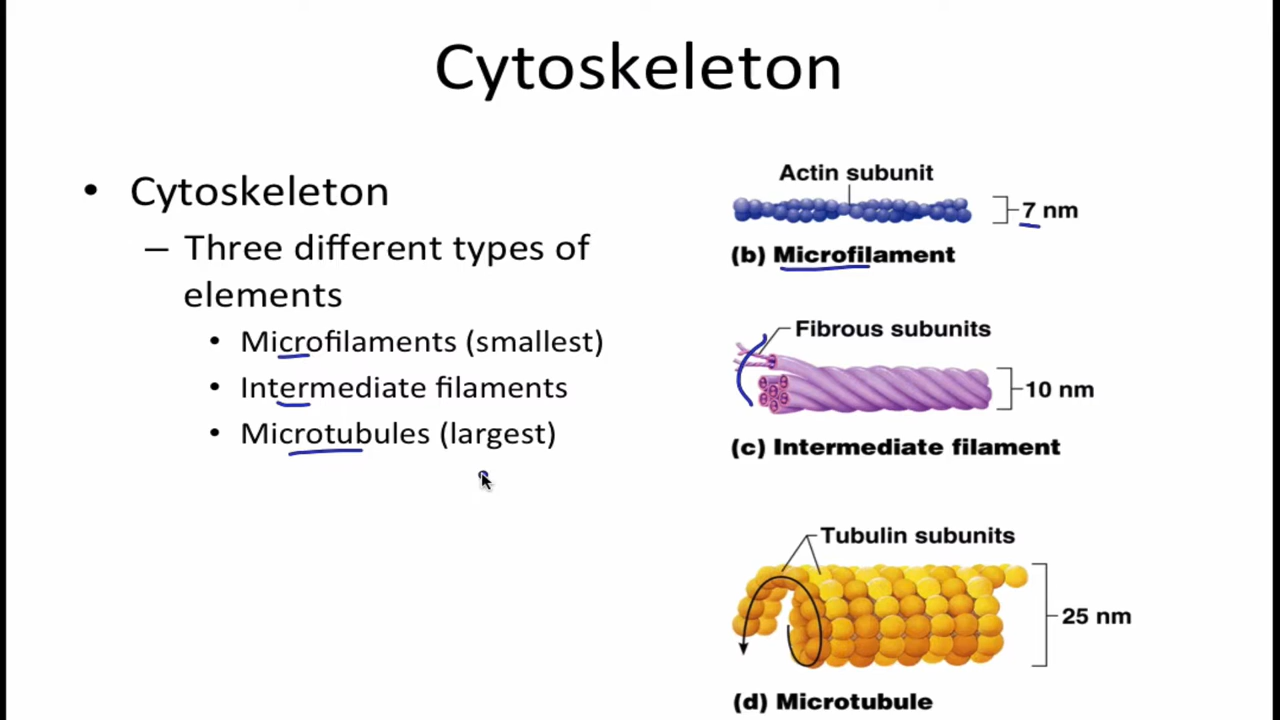 Cytoskeleton
• Cytoskeleton
– Three different types of
elements
• Microfilaments (smallest)
• Intermediate filaments
• Microtubules (largest)
Actin subunit
7 nm
(b) Microfilament
Fibrous subunits
10 nm
(c) Intermediate filament
Tubulin subunits
25 nm
(d) Microtubule